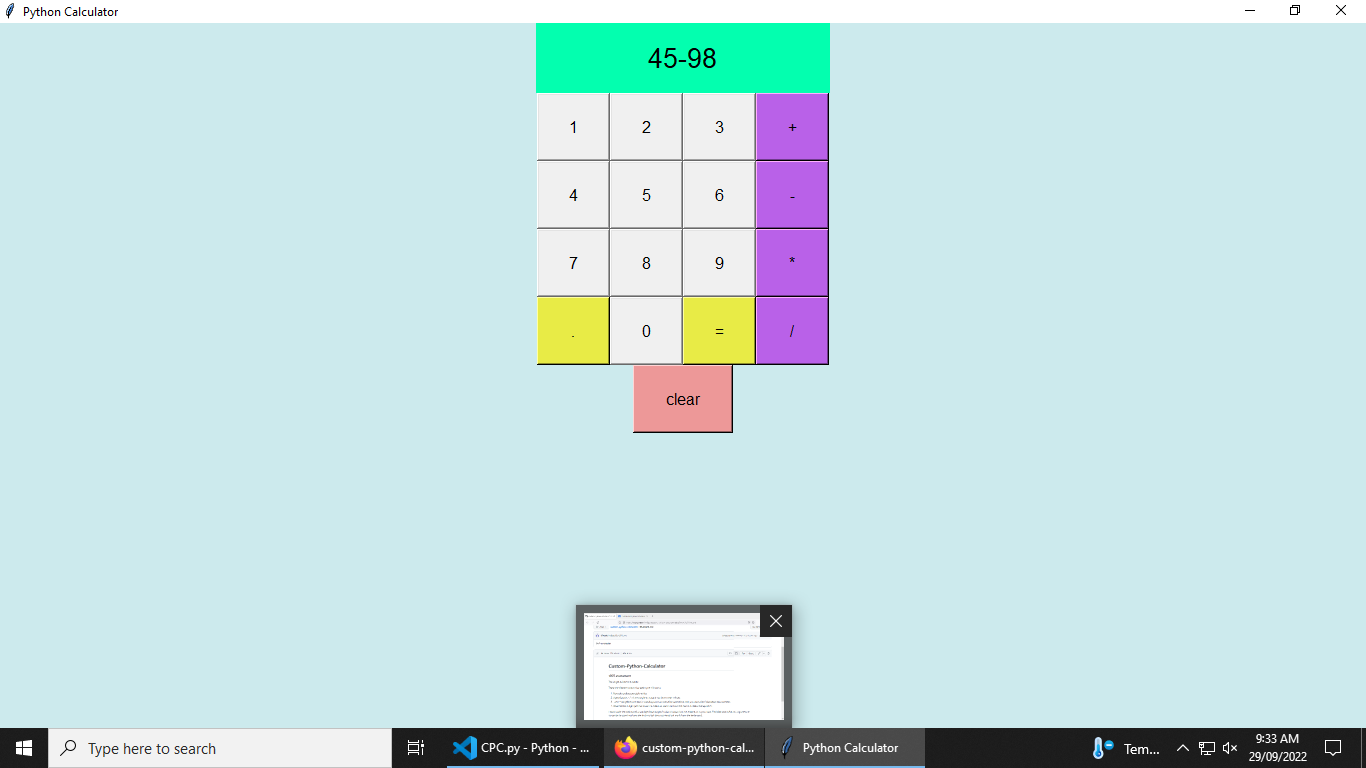 Python Calculator
45-98
1 2 3 +
4 5 6 -
7 8 9 *
. 0 = /
clear
Custom-Python-Calculator
Type here to search
CPC.py - Python - ...
custom-python-cal...
Python Calculator
Tem...
9:33 AM
29/09/2022